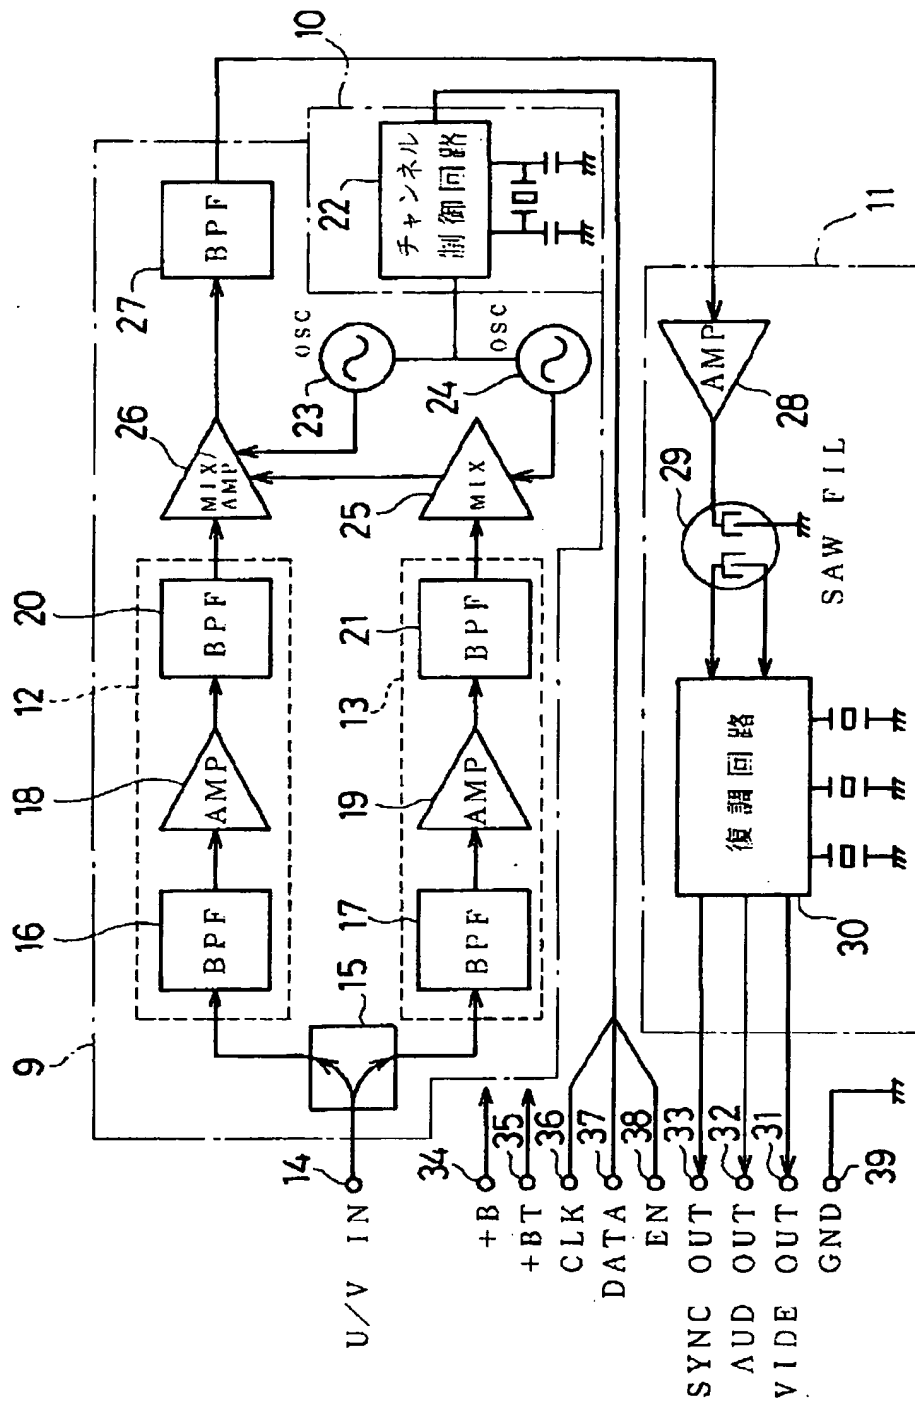 10
BPF
27
チャンネル
制御回路
22
11
OSC
23
OSC
24
26
MIX/
AMP
MIX
25
AMP
28
29
SAW FIL
20
BPF
12
21
BPF
13
18
AMP
19
AMP
復調回路
30
16
BPF
17
BPF
15
9
14
U/V IN
34
+B
35
+BT
36
CLK
37
DATA
38
EN
33
SYNC OUT
32
AUD OUT
31
VIDE OUT
39
GND